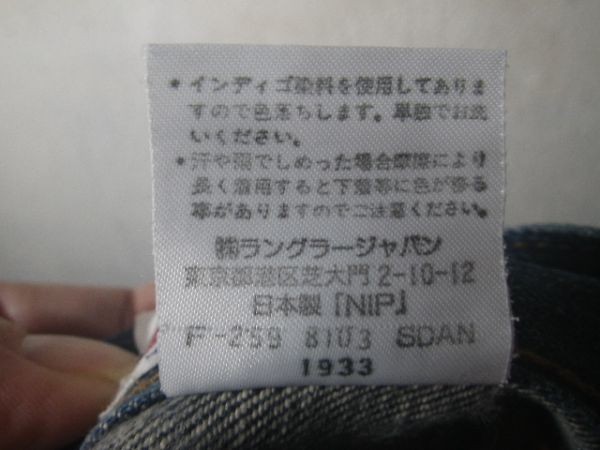 * インディゴ染料を使用してありま
すので色落ちします。単独でお洗
いください。
* 汗や雨でしめった場合摩擦により
長く着用すると下着等に色が移る
事がありますのでご注意ください。
㈱ラングラージャパン
東京都港区芝大門2-10-12
日本製「NIP」
F-259 8103 SDAN
1933